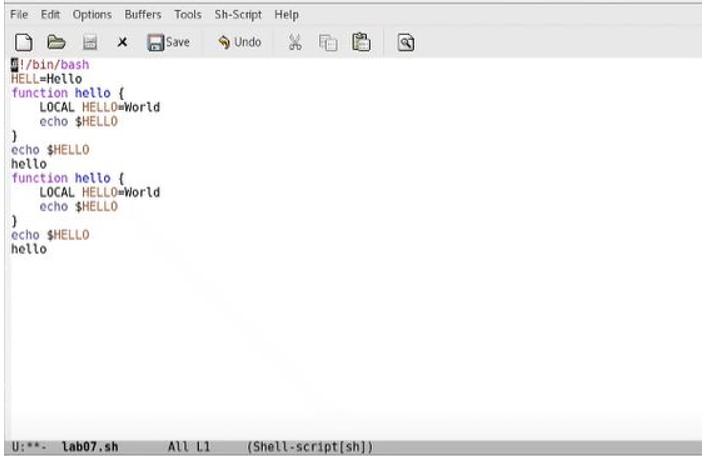 File Edit Options Buffers Tools Sh-Script Help
Save Undo
#!/bin/bash
HELL=Hello
function hello {
    LOCAL HELLO=World
    echo $HELLO
}
echo $HELLO
hello
function hello {
    LOCAL HELLO=World
    echo $HELLO
}
echo $HELLO
hello
U:**- lab07.sh All L1 (Shell-script[sh])